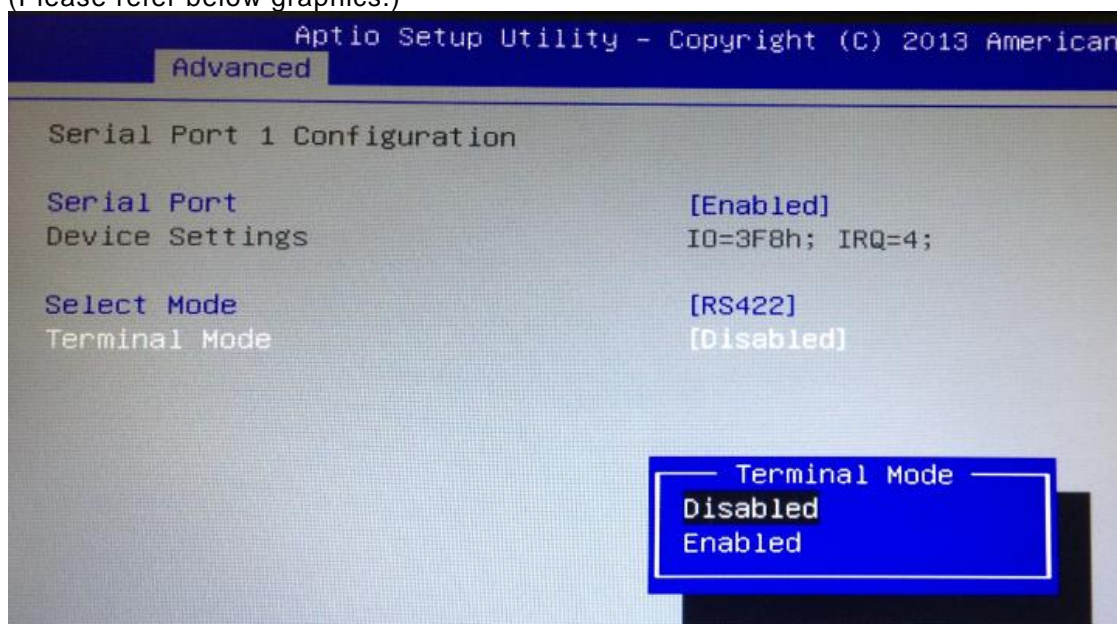 (Please refer below graphics.)
Aptio Setup Utility - Copyright (C) 2013 American
Advanced
Serial Port 1 Configuration
Serial Port [Enabled]
Device Settings IO=3F8h; IRQ=4;
Select Mode [RS422]
Terminal Mode [Disabled]
Terminal Mode
Disabled
Enabled